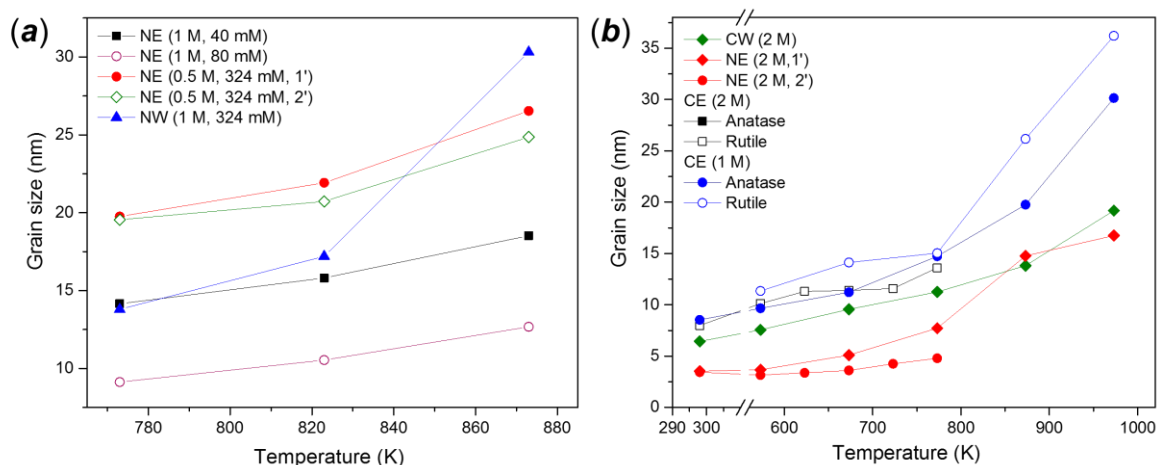 (a)
NE (1 M, 40 mM)
NE (1 M, 80 mM)
NE (0.5 M, 324 mM, 1')
NE (0.5 M, 324 mM, 2')
NW (1 M, 324 mM)
30
25
20
15
10
Grain size (nm)
780 800 820 840 860 880
Temperature (K)
(b)
CW (2 M)
NE (2 M,1')
NE (2 M, 2')
CE (2 M)
Anatase
Rutile
CE (1 M)
Anatase
Rutile
35
30
25
20
15
10
5
0
Grain size (nm)
290 300 600 700 800 900 1000
Temperature (K)